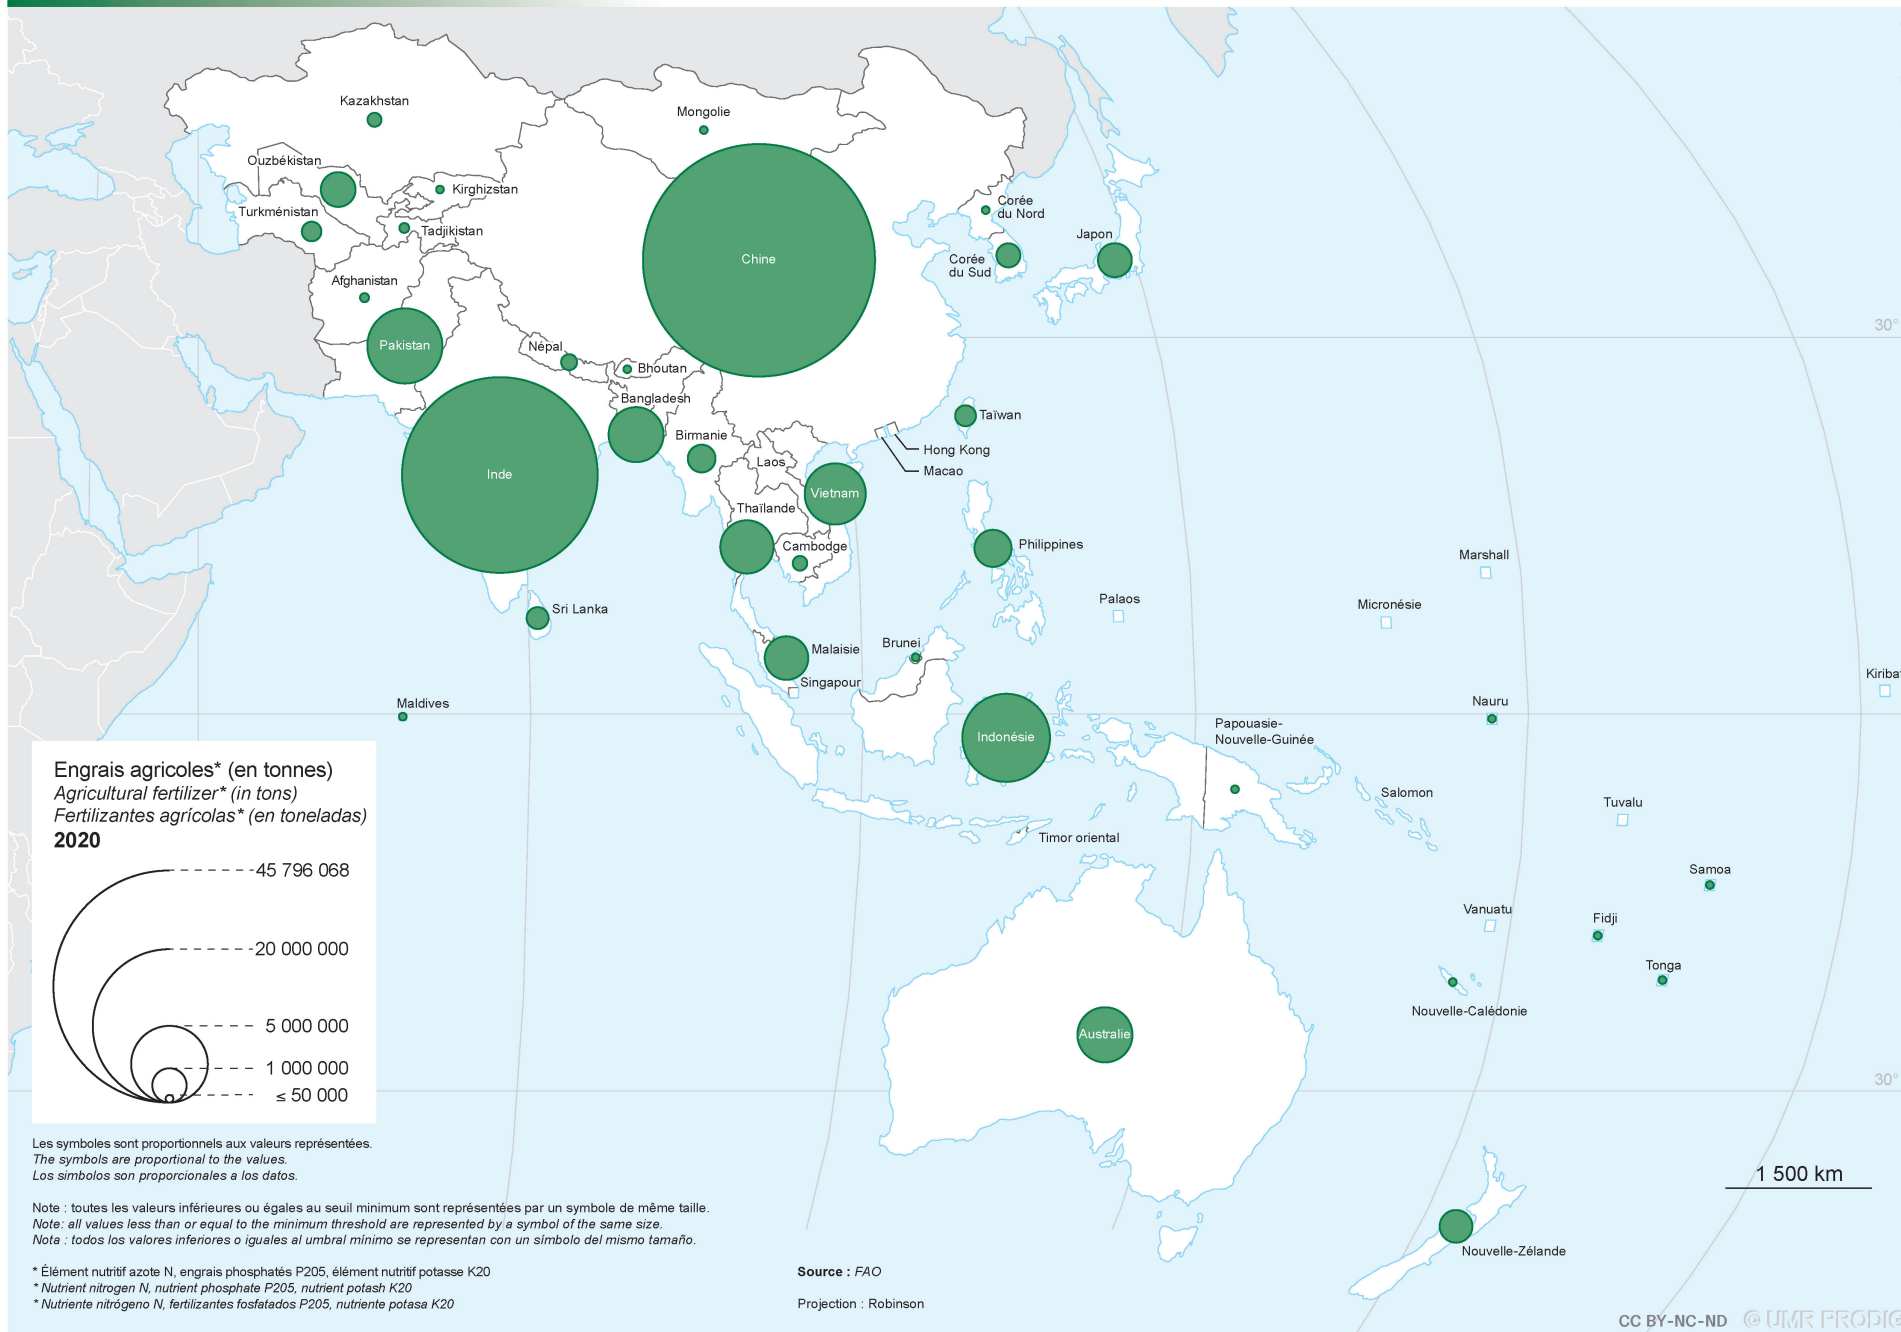 Kazakhstan
Mongolie
Ouzbékistan
Kirghizstan
Turkménistan
Tadjikistan
Corée
du Nord
Japon
Corée
du Sud
Chine
Afghanistan
30°
Pakistan
Népal
Bhoutan
Bangladesh
Taïwan
Birmanie
Hong Kong
Laos
Macao
Inde
Vietnam
Thaïlande
Cambodge
Philippines
Marshall
Palaos
Micronésie
Sri Lanka
Malaisie
Brunei
Singapour
Kiriba
Maldives
Nauru
Papouasie-
Nouvelle-Guinée
Indonésie
Salomon
Tuvalu
Timor oriental
Samoa
Vanuatu
Fidji
Tonga
Nouvelle-Calédonie
Australie
30°
Nouvelle-Zélande
Engrais agricoles* (en tonnes)
Agricultural fertilizer* (in tons)
Fertilizantes agrícolas* (en toneladas)
2020
45 796 068
20 000 000
5 000 000
1 000 000
≤ 50 000
Les symboles sont proportionnels aux valeurs représentées.
The symbols are proportional to the values.
Los simbolos son proporcionales a los datos.
Note : toutes les valeurs inférieures ou égales au seuil minimum sont représentées par un symbole de même taille.
Note: all values less than or equal to the minimum threshold are represented by a symbol of the same size.
Nota : todos los valores inferiores o iguales al umbral mínimo se representan con un símbolo del mismo tamaño.
* Élément nutritif azote N, engrais phosphatés P205, élément nutritif potasse K20
* Nutrient nitrogen N, nutrient phosphate P205, nutrient potash K20
* Nutriente nitrógeno N, fertilizantes fosfatados P205, nutriente potasa K20
Source : FAO
Projection : Robinson
1 500 km
CC BY-NC-ND © UMR PRODIG